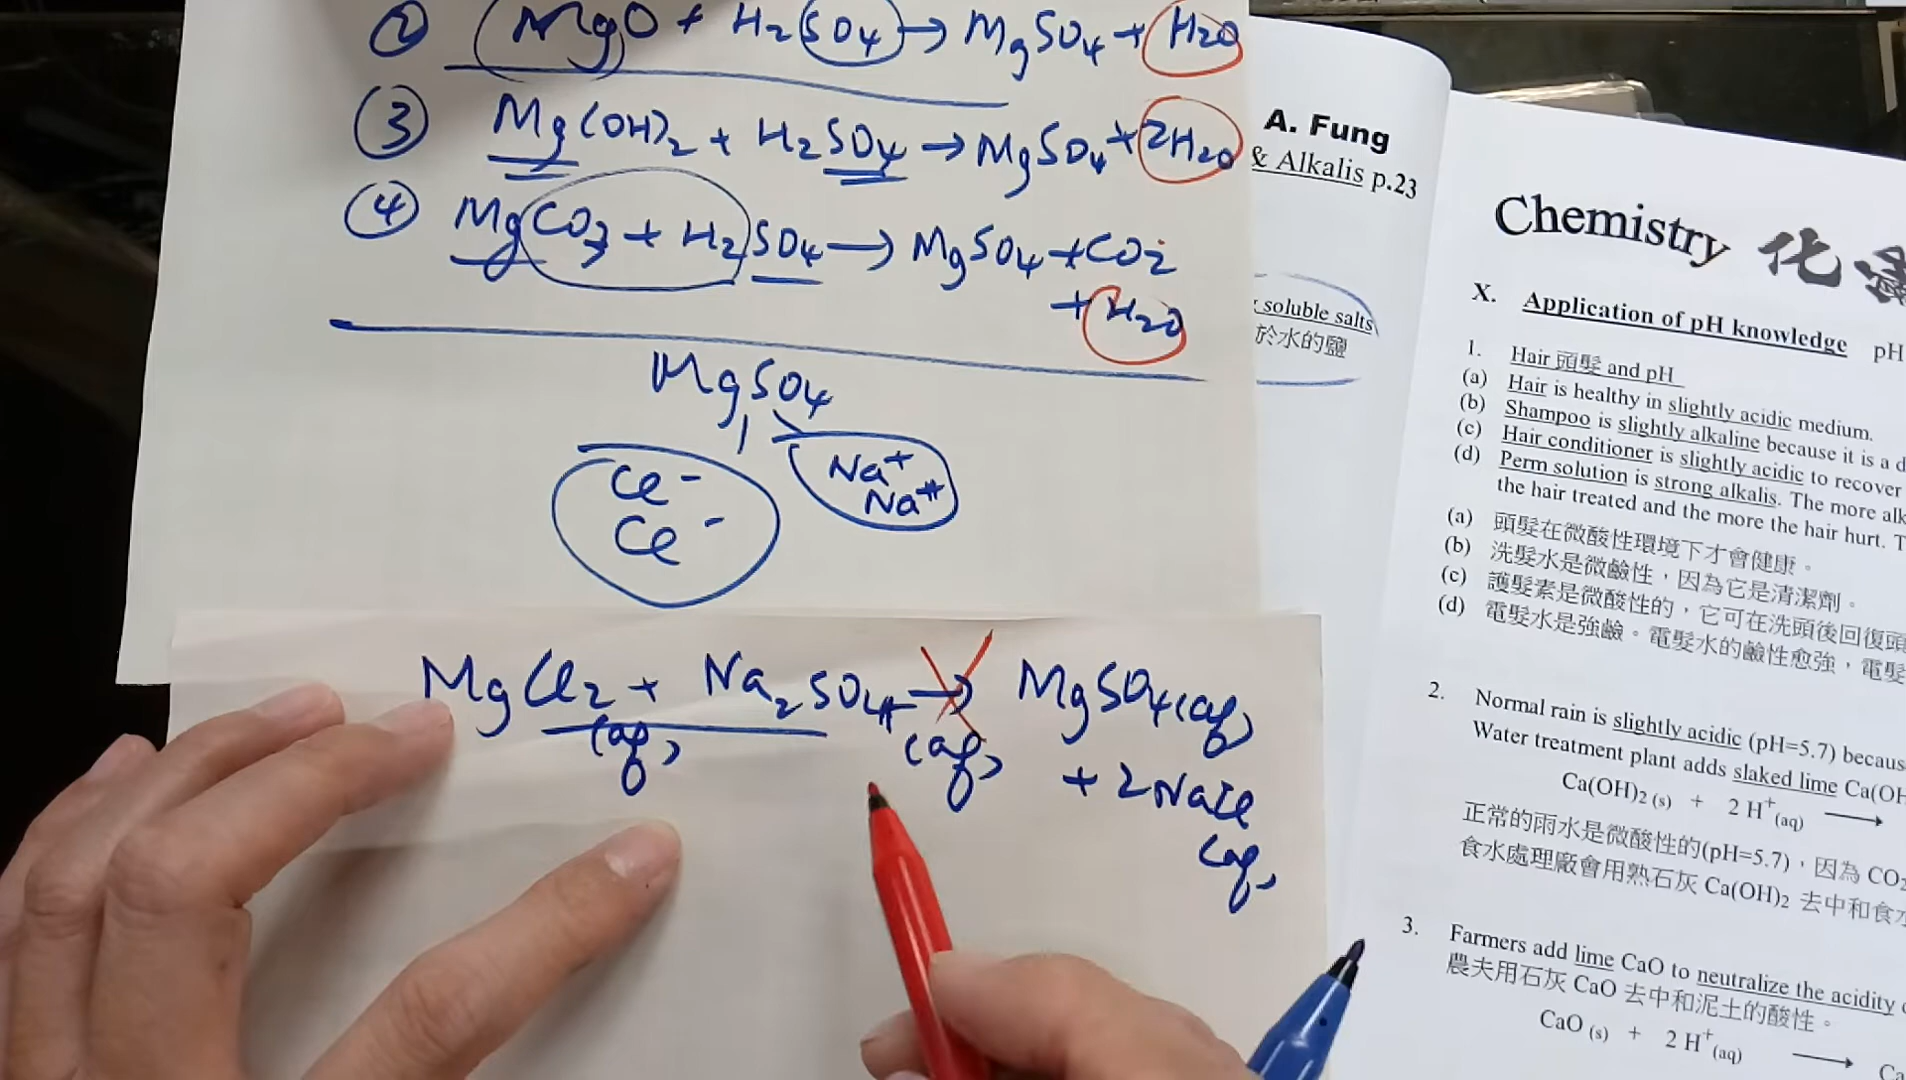 ② MgO + H₂SO₄ → MgSO₄ + H₂O
③ Mg(OH)₂ + H₂SO₄ → MgSO₄ + 2H₂O
④ MgCO₃ + H₂SO₄ → MgSO₄ + CO₂
+ H₂O
MgSO₄
Cl⁻ Na⁺
Cl⁻ Na⁺
MgCl₂ + Na₂SO₄ → MgSO₄(aq)
(aq) (aq) + 2NaCl
(aq)
A. Fung
& Alkalis p.23
soluble salts
於水的鹽
Chemistry 化
X. Application of pH knowledge pH
1. Hair 頭髮 and pH
(a) Hair is healthy in slightly acidic medium.
(b) Shampoo is slightly alkaline because it is a d
(c) Hair conditioner is slightly acidic to recover
(d) Perm solution is strong alkalis. The more alk
the hair treated and the more the hair hurt. T
(a) 頭髮在微酸性環境下才會健康。
(b) 洗髮水是微鹼性，因為它是清潔劑。
(c) 護髮素是微酸性的，它可在洗頭後回復頭
(d) 電髮水是強鹼。電髮水的鹼性愈強，電髮
2. Normal rain is slightly acidic (pH=5.7) becaus
Water treatment plant adds slaked lime Ca(OH
Ca(OH)₂ (s) + 2 H⁺(aq) →
正常的雨水是微酸性的(pH=5.7)，因為 CO₂
食水處理廠會用熟石灰 Ca(OH)₂ 去中和食水
3. Farmers add lime CaO to neutralize the acidity
農夫用石灰 CaO 去中和泥土的酸性。
CaO (s) + 2 H⁺(aq) → Ca